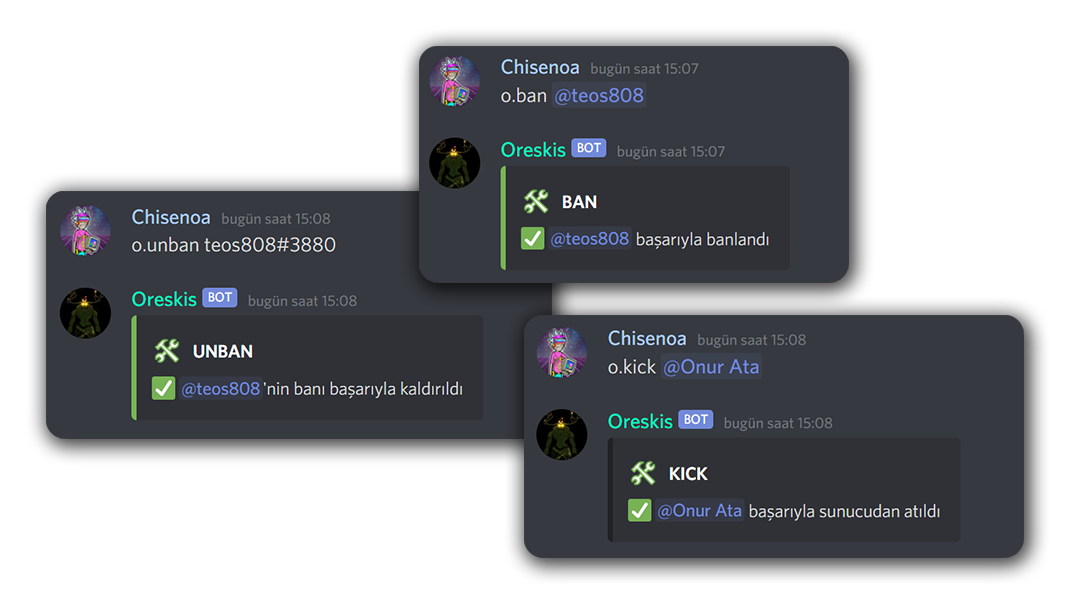 Chisenoa bugün saat 15:07
o.ban @teos808
Oreskis BOT bugün saat 15:07
BAN
@teos808 başarıyla banlandı
Chisenoa bugün saat 15:08
o.unban teos808#3880
Oreskis BOT bugün saat 15:08
UNBAN
@teos808'nin banı başarıyla kaldırıldı
Chisenoa bugün saat 15:08
o.kick @Onur Ata
Oreskis BOT bugün saat 15:08
KICK
@Onur Ata başarıyla sunucudan atıldı